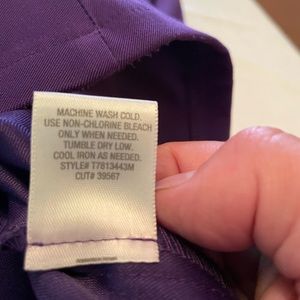 MACHINE WASH COLD.
USE NON-CHLORINE BLEACH
ONLY WHEN NEEDED.
TUMBLE DRY LOW.
COOL IRON AS NEEDED.
STYLE# T7813443M
CUT# 39567